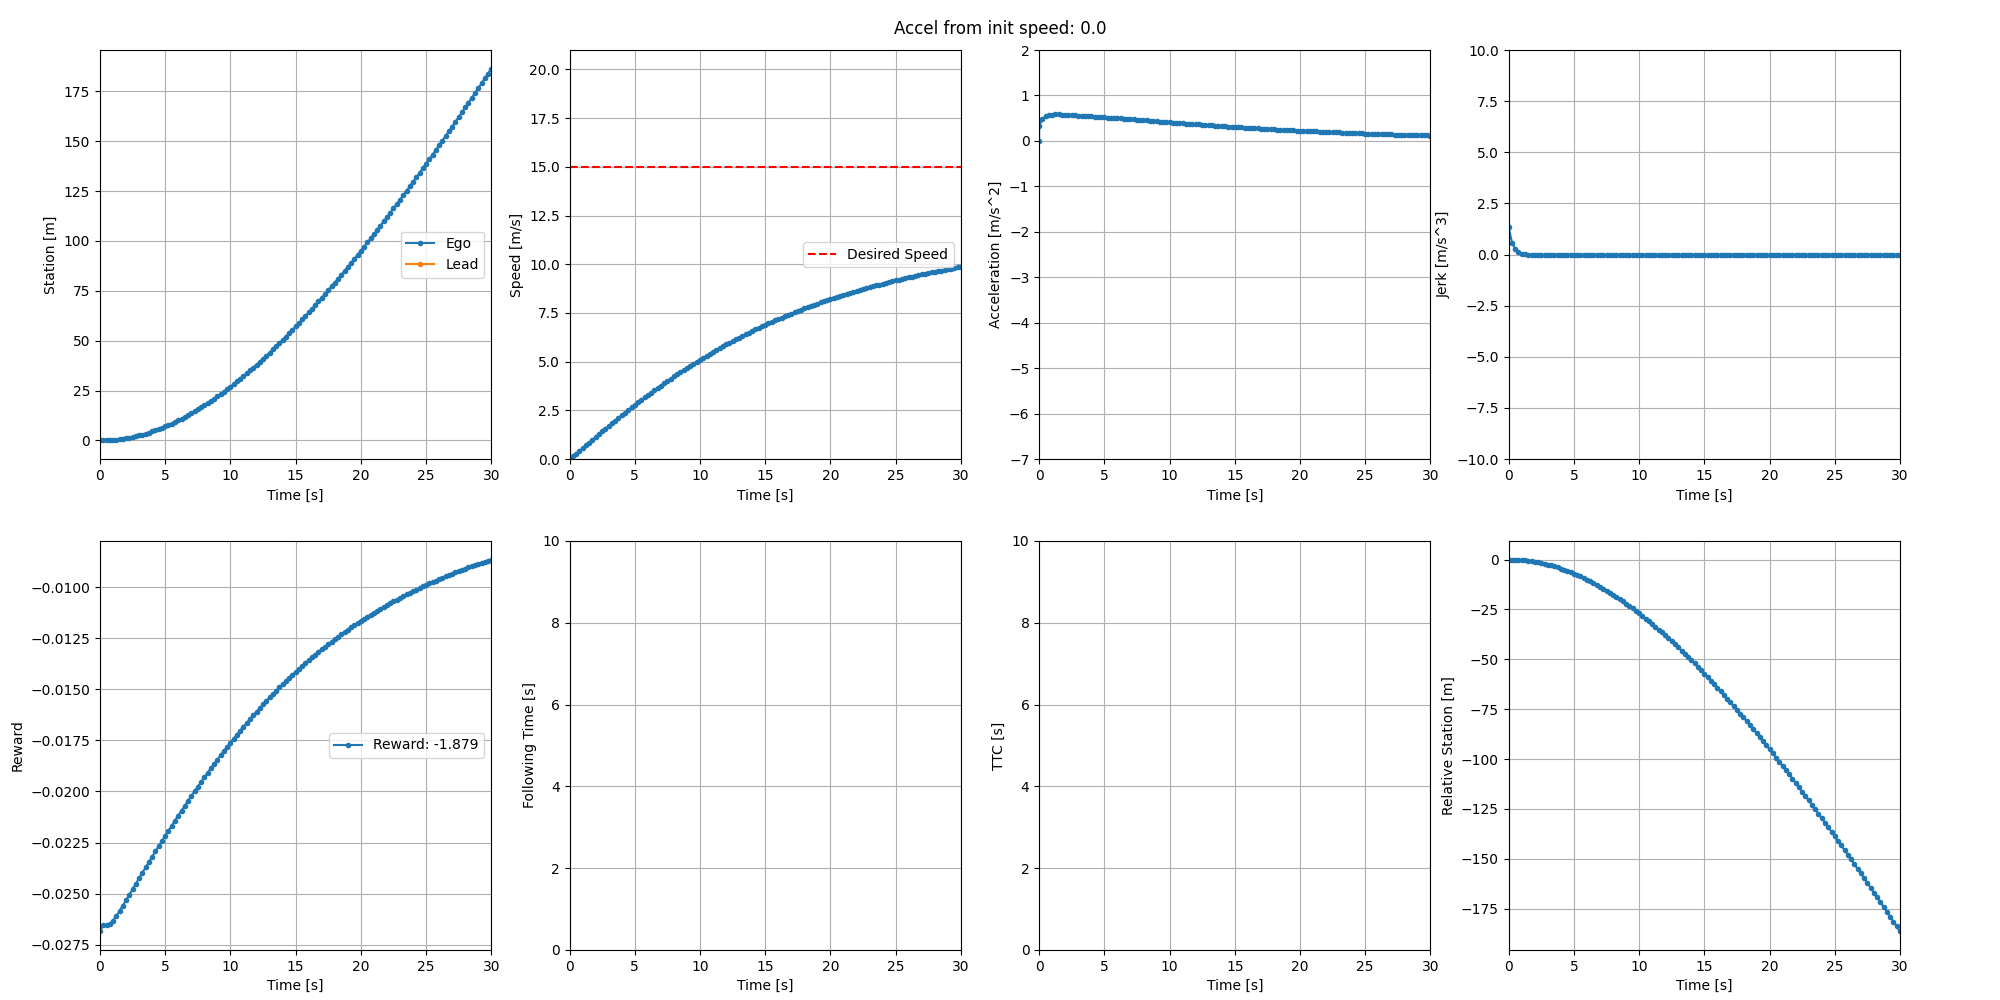 Accel from init speed: 0.0
Station [m]
175
150
125
100
75
50
25
0
Ego
Lead
0 5 10 15 20 25 30
Time [s]
Speed [m/s]
20.0
17.5
15.0
12.5
10.0
7.5
5.0
2.5
0.0
Desired Speed
0 5 10 15 20 25 30
Time [s]
Acceleration [m/s^2]
2
1
0
−1
−2
−3
−4
−5
−6
−7
0 5 10 15 20 25 30
Time [s]
Jerk [m/s^3]
10.0
7.5
5.0
2.5
0.0
−2.5
−5.0
−7.5
−10.0
0 5 10 15 20 25 30
Time [s]
Reward
−0.0100
−0.0125
−0.0150
−0.0175
−0.0200
−0.0225
−0.0250
−0.0275
Reward: -1.879
0 5 10 15 20 25 30
Time [s]
Following Time [s]
10
8
6
4
2
0
0 5 10 15 20 25 30
Time [s]
TTC [s]
10
8
6
4
2
0
0 5 10 15 20 25 30
Time [s]
Relative Station [m]
0
−25
−50
−75
−100
−125
−150
−175
0 5 10 15 20 25 30
Time [s]